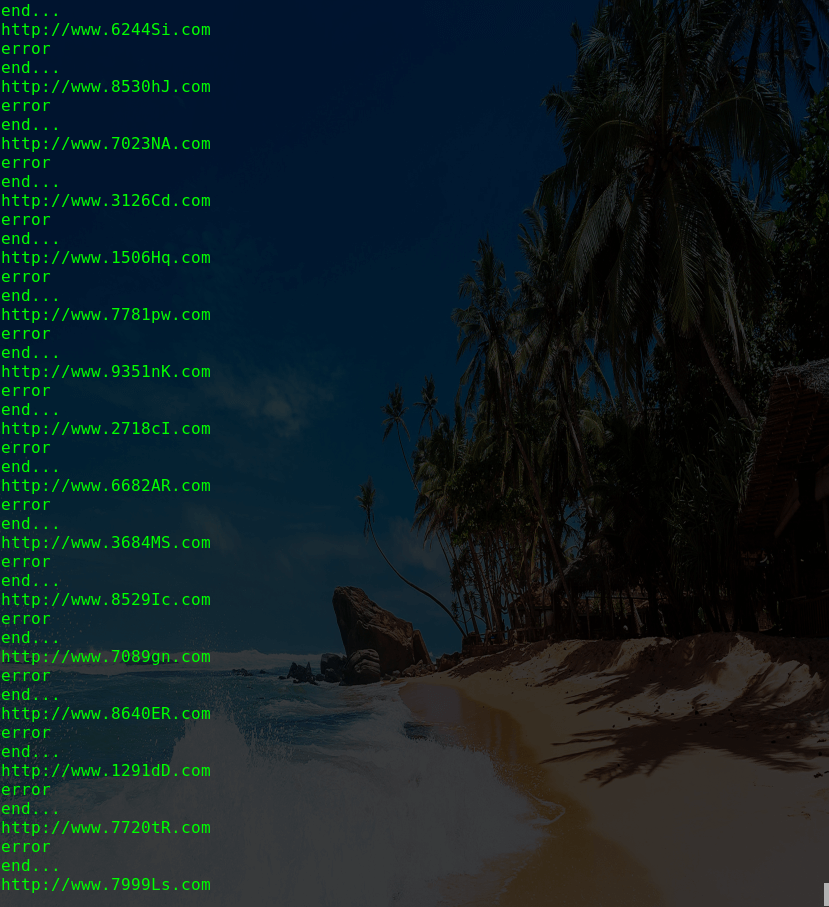 end...
http://www.6244Si.com
error
end...
http://www.8530hJ.com
error
end...
http://www.7023NA.com
error
end...
http://www.3126Cd.com
error
end...
http://www.1506Hq.com
error
end...
http://www.7781pw.com
error
end...
http://www.9351nK.com
error
end...
http://www.2718cI.com
error
end...
http://www.6682AR.com
error
end...
http://www.3684MS.com
error
end...
http://www.8529Ic.com
error
end...
http://www.7089gn.com
error
end...
http://www.8640ER.com
error
end...
http://www.1291dD.com
error
end...
http://www.7720tR.com
error
end...
http://www.7999Ls.com